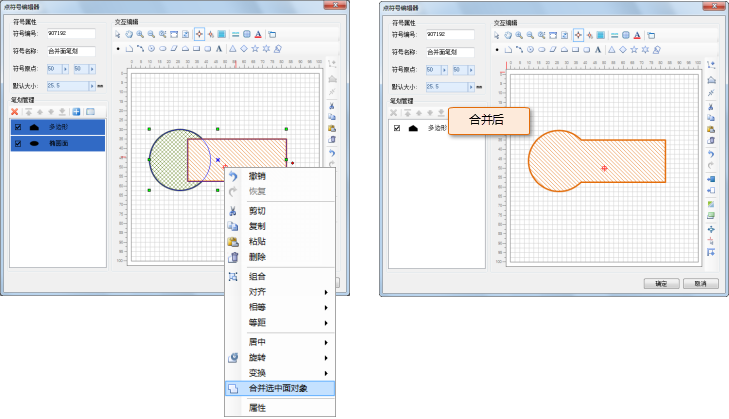 点符号编辑器
符号属性
符号编号: 907192
符号名称: 合并面笔划
符号原点: 50 50
默认大小: 25.5
笔划管理
多边形
椭圆面
交互编辑
撤销
恢复
剪切
复制
粘贴
删除
组合
对齐
相等
等距
居中
旋转
变换
合并选中面对象
属性
点符号编辑器
符号属性
符号编号: 907192
符号名称: 合并面笔划
符号原点: 50 50
默认大小: 25.5
笔划管理
多边形
交互编辑
合并后
确定 取消